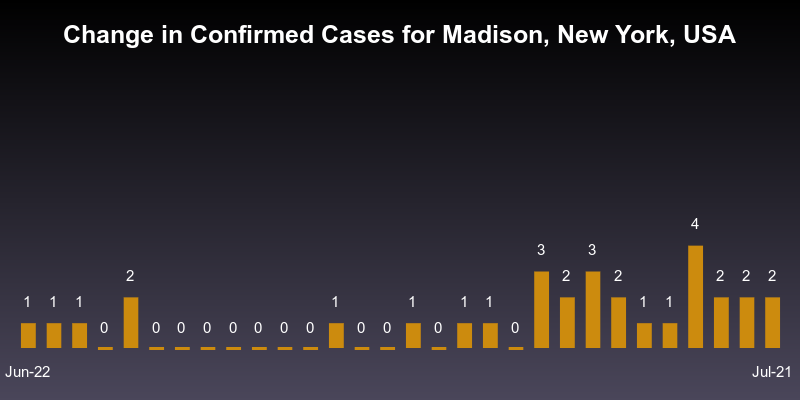 Change in Confirmed Cases for Madison, New York, USA
4
3 3
2 2 2 2 2 2
1 1 1 1 1 1 1 1 1
0 0 0 0 0 0 0 0 0 0 0 0
Jun-22 Jul-21